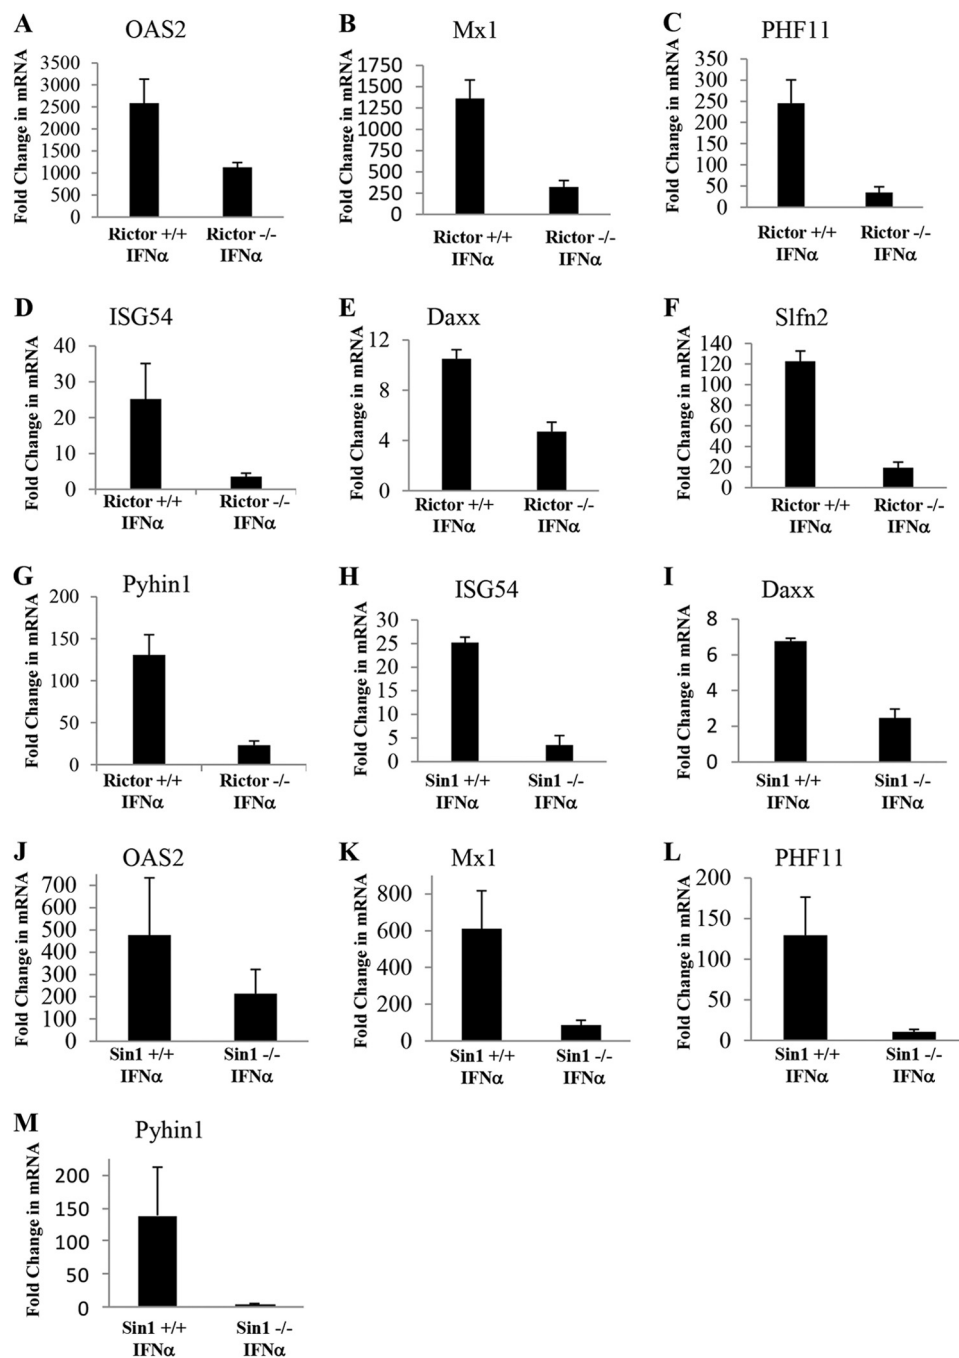 A
OAS2
Fold Change in mRNA
3500
3000
2500
2000
1500
1000
500
0
Rictor +/+ Rictor -/-
IFNα IFNα
B
Mx1
Fold Change in mRNA
1750
1500
1250
1000
750
500
250
0
Rictor +/+ Rictor -/-
IFNα IFNα
C
PHF11
Fold Change in mRNA
350
300
250
200
150
100
50
0
Rictor +/+ Rictor -/-
IFNα IFNα
D
ISG54
Fold Change in mRNA
40
30
20
10
0
Rictor +/+ Rictor -/-
IFNα IFNα
E
Daxx
Fold Change in mRNA
12
8
4
0
Rictor +/+ Rictor -/-
IFNα IFNα
F
Slfn2
Fold Change in mRNA
140
120
100
80
60
40
20
0
Rictor +/+ Rictor -/-
IFNα IFNα
G
Pyhin1
Fold Change in mRNA
200
150
100
50
0
Rictor +/+ Rictor -/-
IFNα IFNα
H
ISG54
Fold Change in mRNA
30
25
20
15
10
5
0
Sin1 +/+ Sin1 -/-
IFNα IFNα
I
Daxx
Fold Change in mRNA
8
6
4
2
0
Sin1 +/+ Sin1 -/-
IFNα IFNα
J
OAS2
Fold Change in mRNA
700
600
500
400
300
200
100
0
Sin1 +/+ Sin1 -/-
IFNα IFNα
K
Mx1
Fold Change in mRNA
800
600
400
200
0
Sin1 +/+ Sin1 -/-
IFNα IFNα
L
PHF11
Fold Change in mRNA
200
150
100
50
0
Sin1 +/+ Sin1 -/-
IFNα IFNα
M
Pyhin1
Fold Change in mRNA
200
150
100
50
0
Sin1 +/+ Sin1 -/-
IFNα IFNα